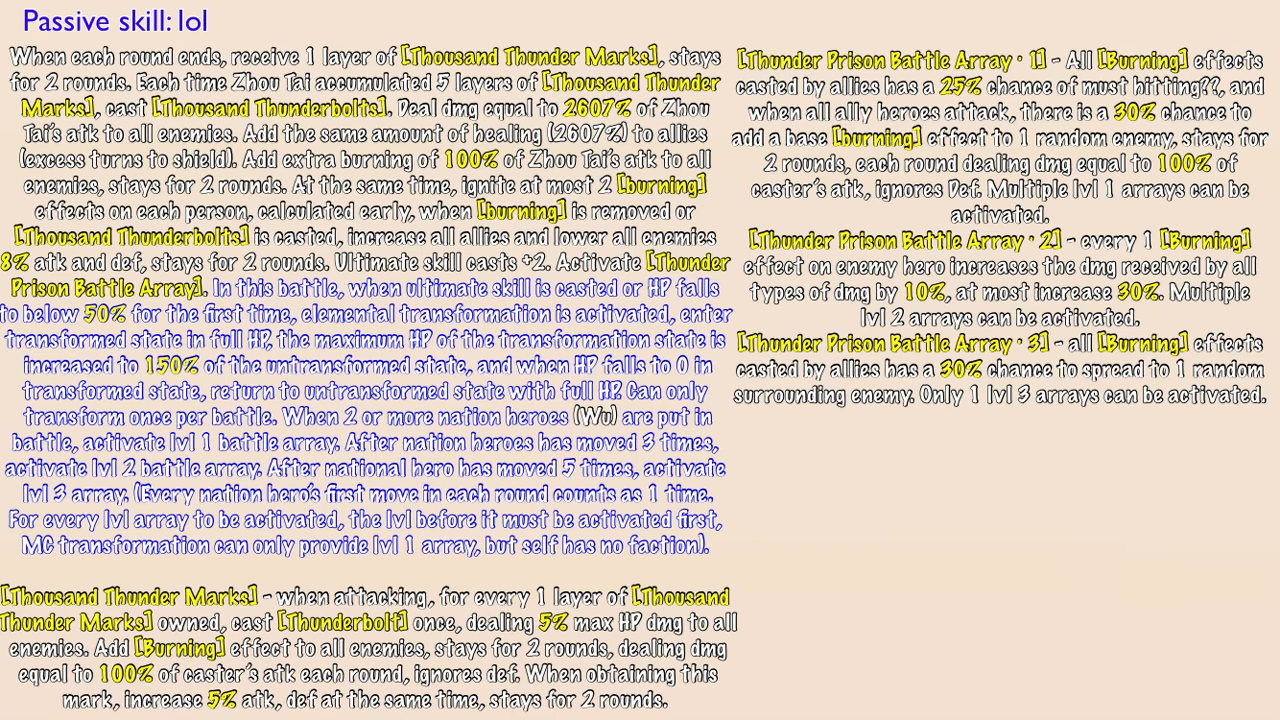 Passive skill: lol
When each round ends, receive 1 layer of [Thousand Thunder Marks], stays
for 2 rounds. Each time Zhou Tai accumulated 5 layers of [Thousand Thunder
Marks], cast [Thousand Thunderbolts]. Deal dmg equal to 2607% of Zhou
Tai's atk to all enemies. Add the same amount of healing (2607%) to allies
(excess turns to shield). Add extra burning of 100% of Zhou Tai's atk to all
enemies, stays for 2 rounds. At the same time, ignite at most 2 [burning]
effects on each person, calculated early, when [burning] is removed or
[Thousand Thunderbolts] is casted, increase all allies and lower all enemies
8% atk and def, stays for 2 rounds. Ultimate skill casts +2. Activate [Thunder
Prison Battle Array]. In this battle, when ultimate skill is casted or HP falls
to below 50% for the first time, elemental transformation is activated, enter
transformed state in full HP, the maximum HP of the transformation state is
increased to 150% of the untransformed state, and when HP falls to 0 in
transformed state, return to untransformed state with full HP. Can only
transform once per battle. When 2 or more nation heroes (Wu) are put in
battle, activate lvl 1 battle array. After nation heroes has moved 3 times,
activate lvl 2 battle array. After national hero has moved 5 times, activate
lvl 3 array. (Every nation hero's first move in each round counts as 1 time.
For every lvl array to be activated, the lvl before it must be activated first,
MC transformation can only provide lvl 1 array, but self has no faction).
[Thousand Thunder Marks] - when attacking, for every 1 layer of [Thousand
Thunder Marks] owned, cast [Thunderbolt] once, dealing 5% max HP dmg to all
enemies. Add [Burning] effect to all enemies, stays for 2 rounds, dealing dmg
equal to 100% of caster's atk each round, ignores def. When obtaining this
mark, increase 5% atk, def at the same time, stays for 2 rounds.
[Thunder Prison Battle Array · 1] - All [Burning] effects
casted by allies has a 25% chance of must hitting??, and
when all ally heroes attack, there is a 30% chance to
add a base [burning] effect to 1 random enemy, stays for
2 rounds, each round dealing dmg equal to 100% of
caster's atk, ignores Def. Multiple lvl 1 arrays can be
activated.
[Thunder Prison Battle Array · 2] - every 1 [Burning]
effect on enemy hero increases the dmg received by all
types of dmg by 10%, at most increase 30%. Multiple
lvl 2 arrays can be activated.
[Thunder Prison Battle Array · 3] - all [Burning] effects
casted by allies has a 30% chance to spread to 1 random
surrounding enemy. Only 1 lvl 3 arrays can be activated.